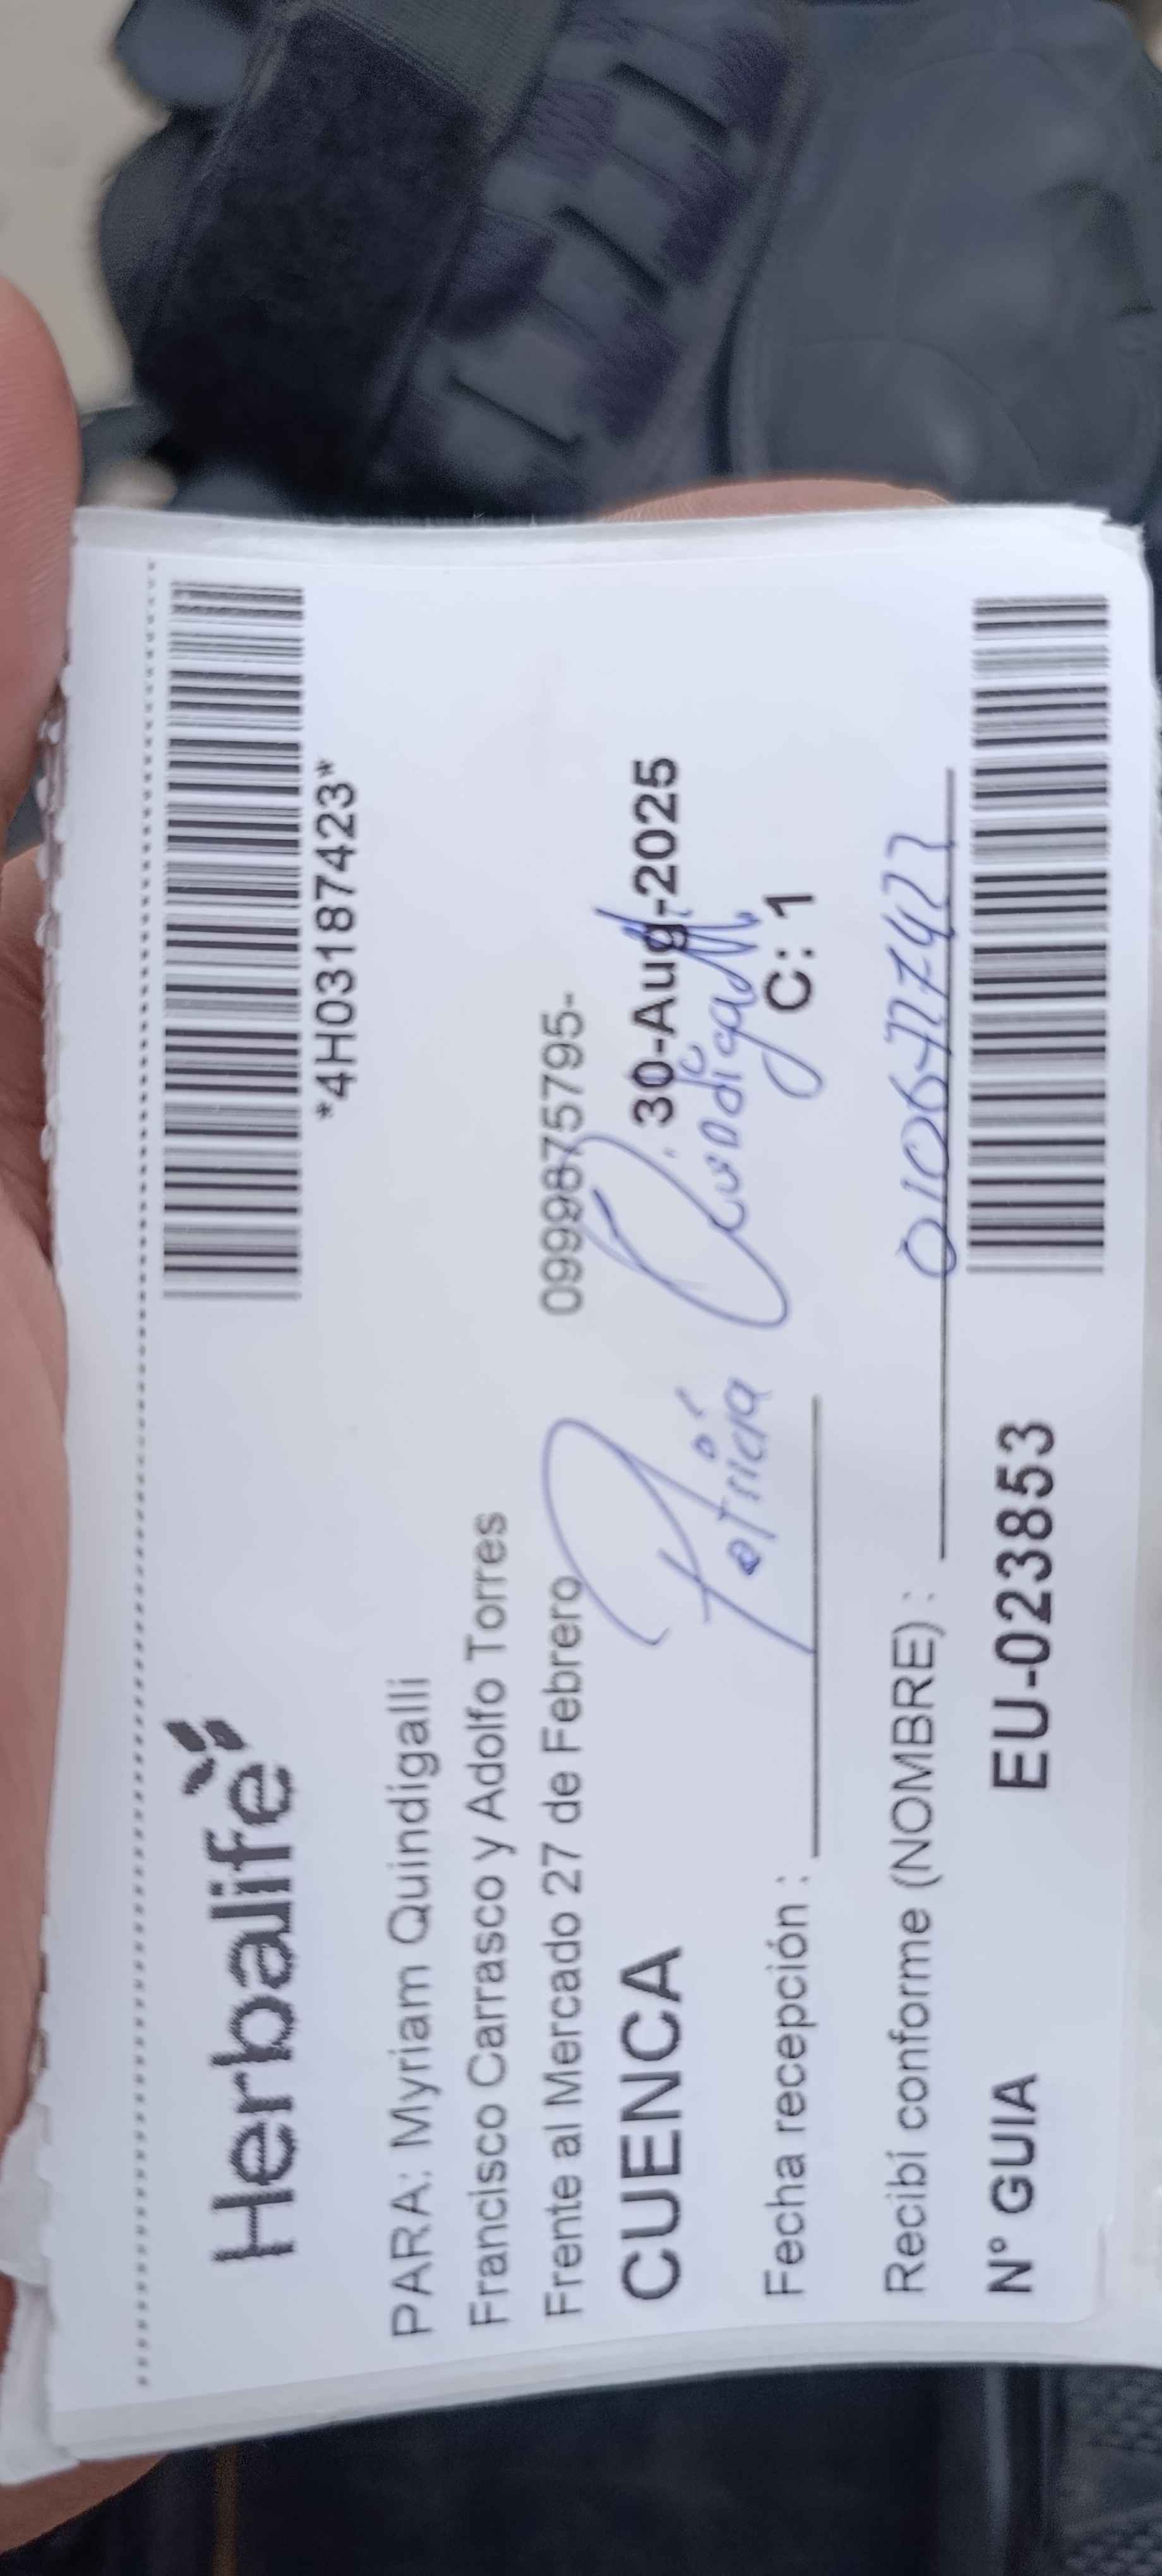 Herbalife
*4H03187423*
PARA: Myriam Quindigalli
Francisco Carrasco y Adolfo Torres
Frente al Mercado 27 de Febrero 0999875795-
CUENCA 30-Aug-2025
Patricia Quindigalli
Fecha recepción : C: 1
Recibí conforme (NOMBRE) :
N° GUIA EU-023853